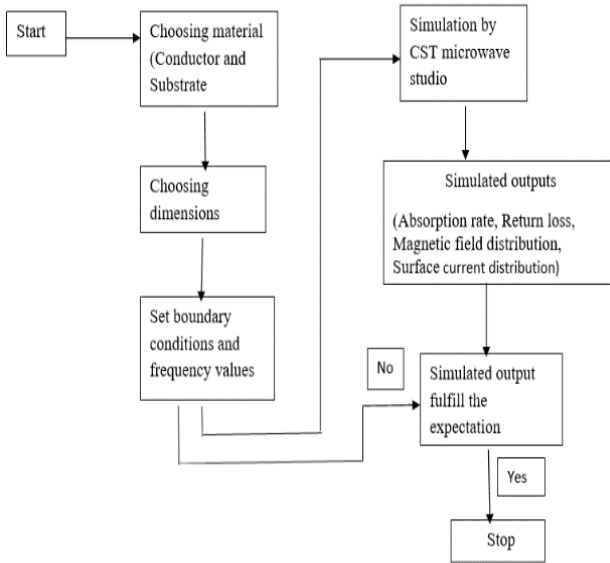 Start
Choosing material
(Conductor and
Substrate
Choosing
dimensions
Set boundary
conditions and
frequency values
Simulation by
CST microwave
studio
Simulated outputs
(Absorption rate, Return loss,
Magnetic field distribution,
Surface current distribution)
No
Simulated output
fulfill the
expectation
Yes
Stop